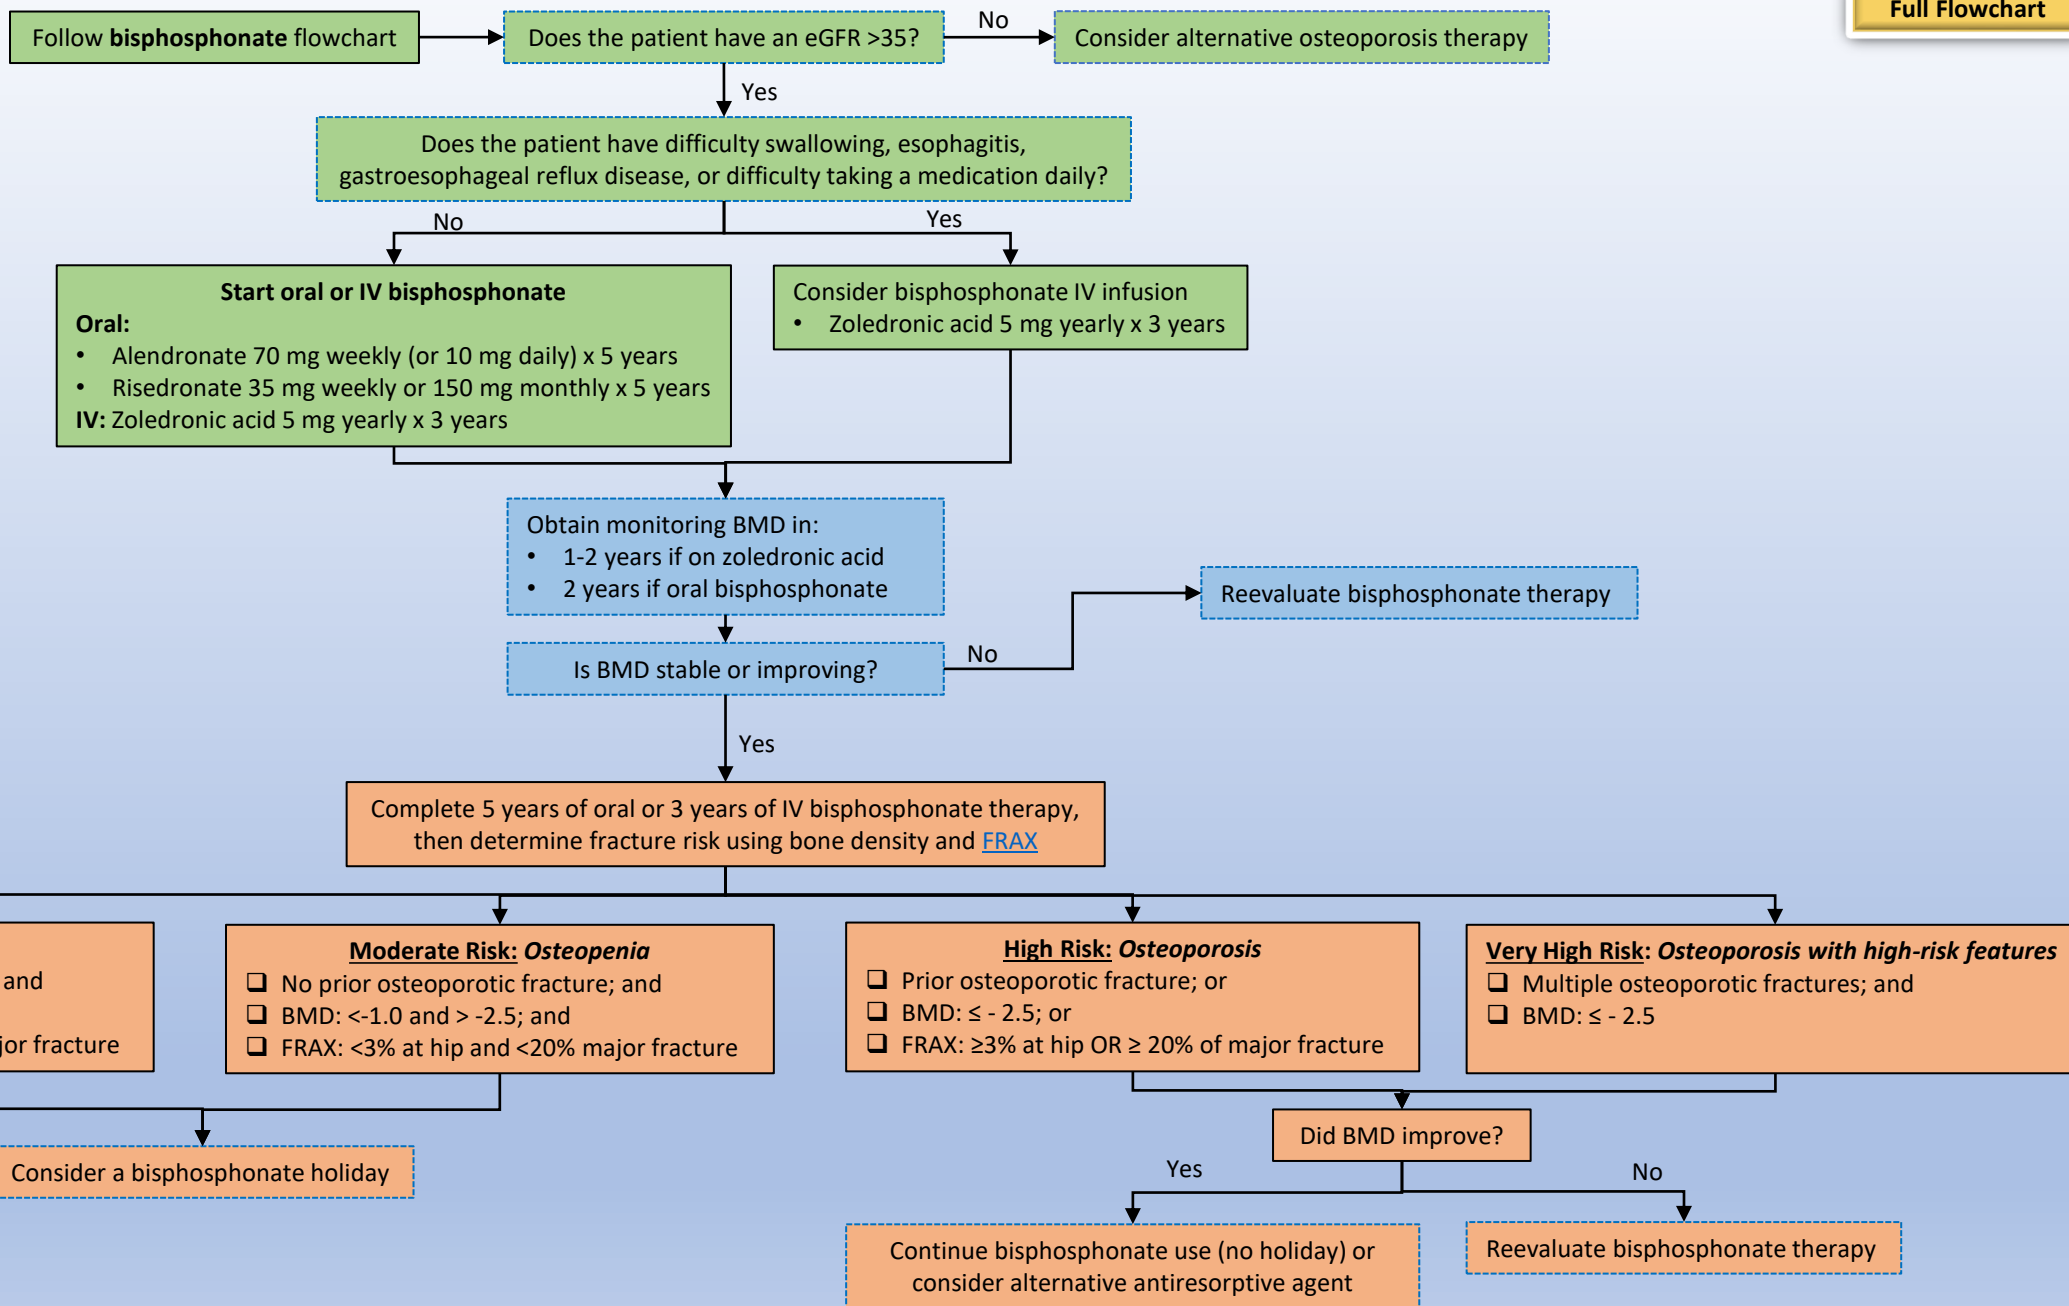 Full Flowchart
Follow bisphosphonate flowchart
Does the patient have an eGFR >35?
No
Consider alternative osteoporosis therapy
Yes
Does the patient have difficulty swallowing, esophagitis,
gastroesophageal reflux disease, or difficulty taking a medication daily?
No
Yes
Start oral or IV bisphosphonate
Oral:
• Alendronate 70 mg weekly (or 10 mg daily) x 5 years
• Risedronate 35 mg weekly or 150 mg monthly x 5 years
IV: Zoledronic acid 5 mg yearly x 3 years
Consider bisphosphonate IV infusion
• Zoledronic acid 5 mg yearly x 3 years
Obtain monitoring BMD in:
• 1-2 years if on zoledronic acid
• 2 years if oral bisphosphonate
Reevaluate bisphosphonate therapy
Is BMD stable or improving?
No
Yes
Complete 5 years of oral or 3 years of IV bisphosphonate therapy,
then determine fracture risk using bone density and FRAX
and
jor fracture
Moderate Risk: Osteopenia
❑ No prior osteoporotic fracture; and
❑ BMD: <-1.0 and > -2.5; and
❑ FRAX: <3% at hip and <20% major fracture
High Risk: Osteoporosis
❑ Prior osteoporotic fracture; or
❑ BMD: ≤ - 2.5; or
❑ FRAX: ≥3% at hip OR ≥ 20% of major fracture
Very High Risk: Osteoporosis with high-risk features
❑ Multiple osteoporotic fractures; and
❑ BMD: ≤ - 2.5
Did BMD improve?
Consider a bisphosphonate holiday
Yes
No
Continue bisphosphonate use (no holiday) or
consider alternative antiresorptive agent
Reevaluate bisphosphonate therapy